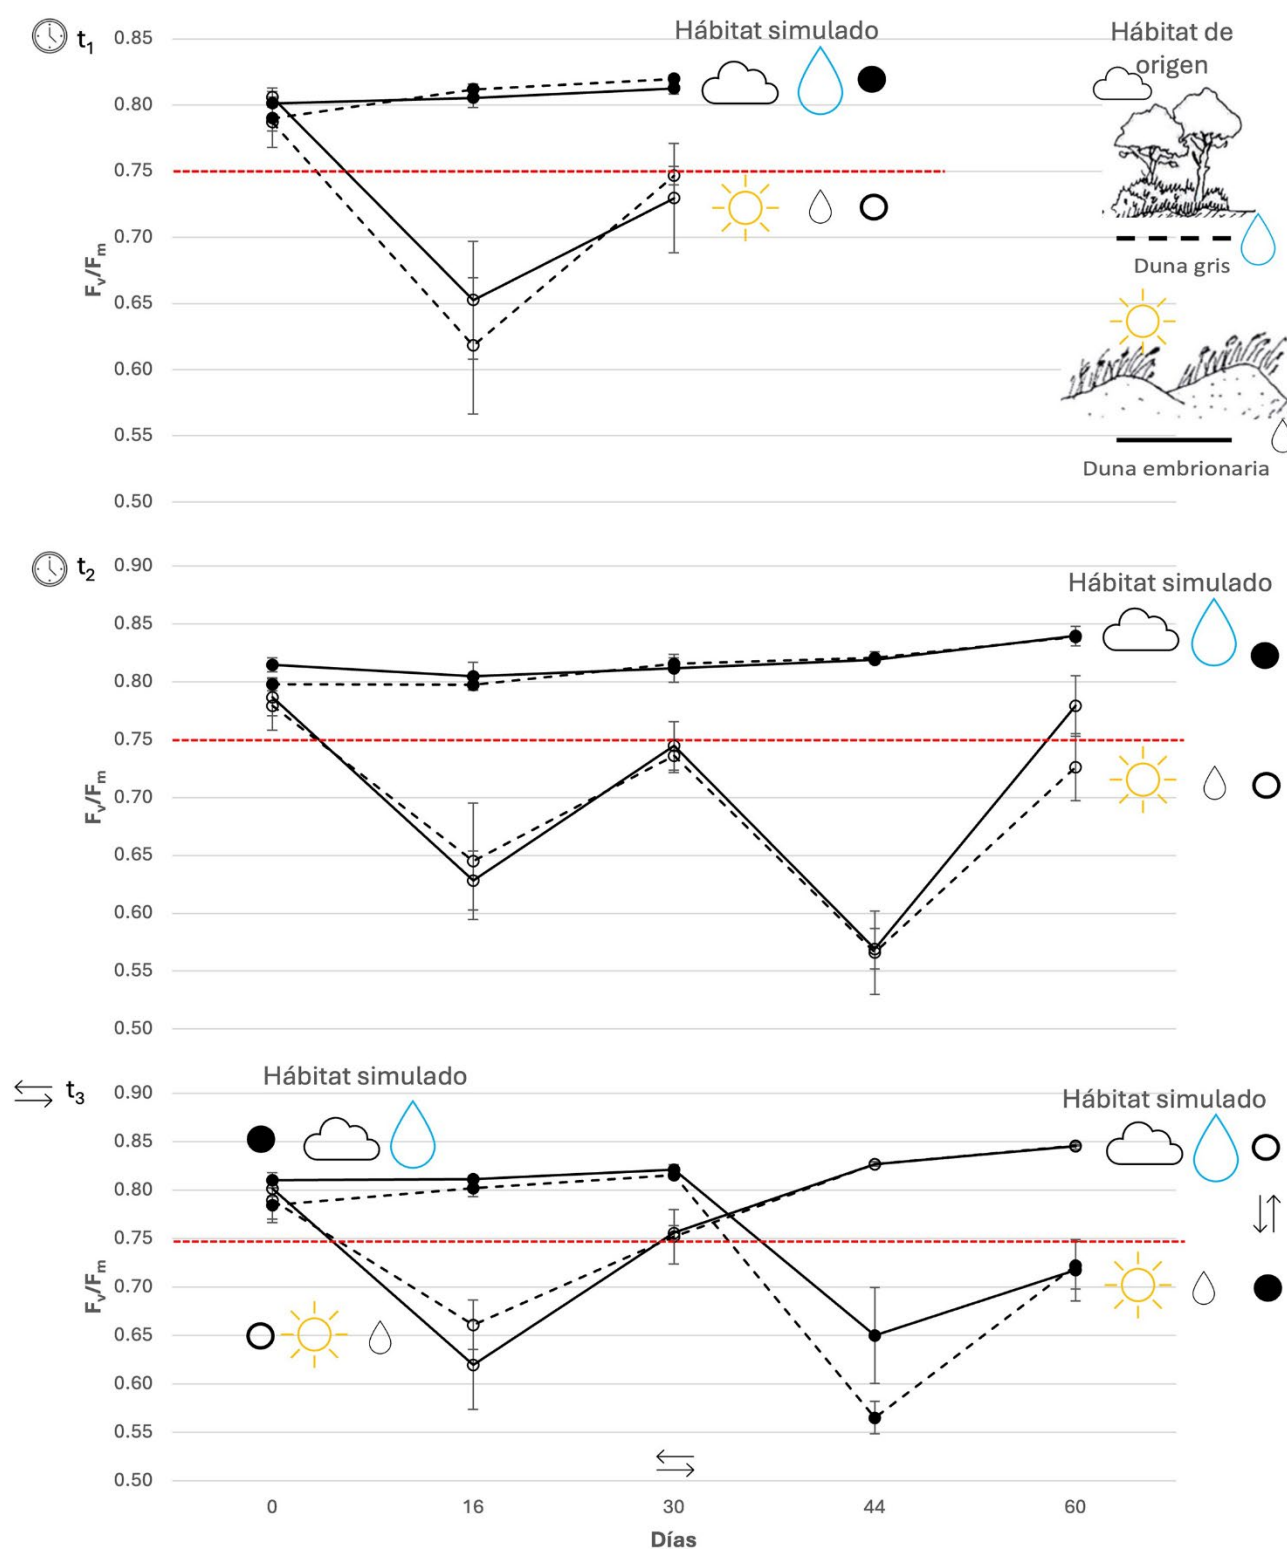 t1
Hábitat simulado
Hábitat de
origen
0.85
0.80
0.75
0.70
0.65
0.60
0.55
0.50
Fv/Fm
Duna gris
Duna embrionaria
t2
Hábitat simulado
0.90
0.85
0.80
0.75
0.70
0.65
0.60
0.55
0.50
Fv/Fm
t3
Hábitat simulado
Hábitat simulado
0.90
0.85
0.80
0.75
0.70
0.65
0.60
0.55
0.50
Fv/Fm
0 16 30 44 60
Días